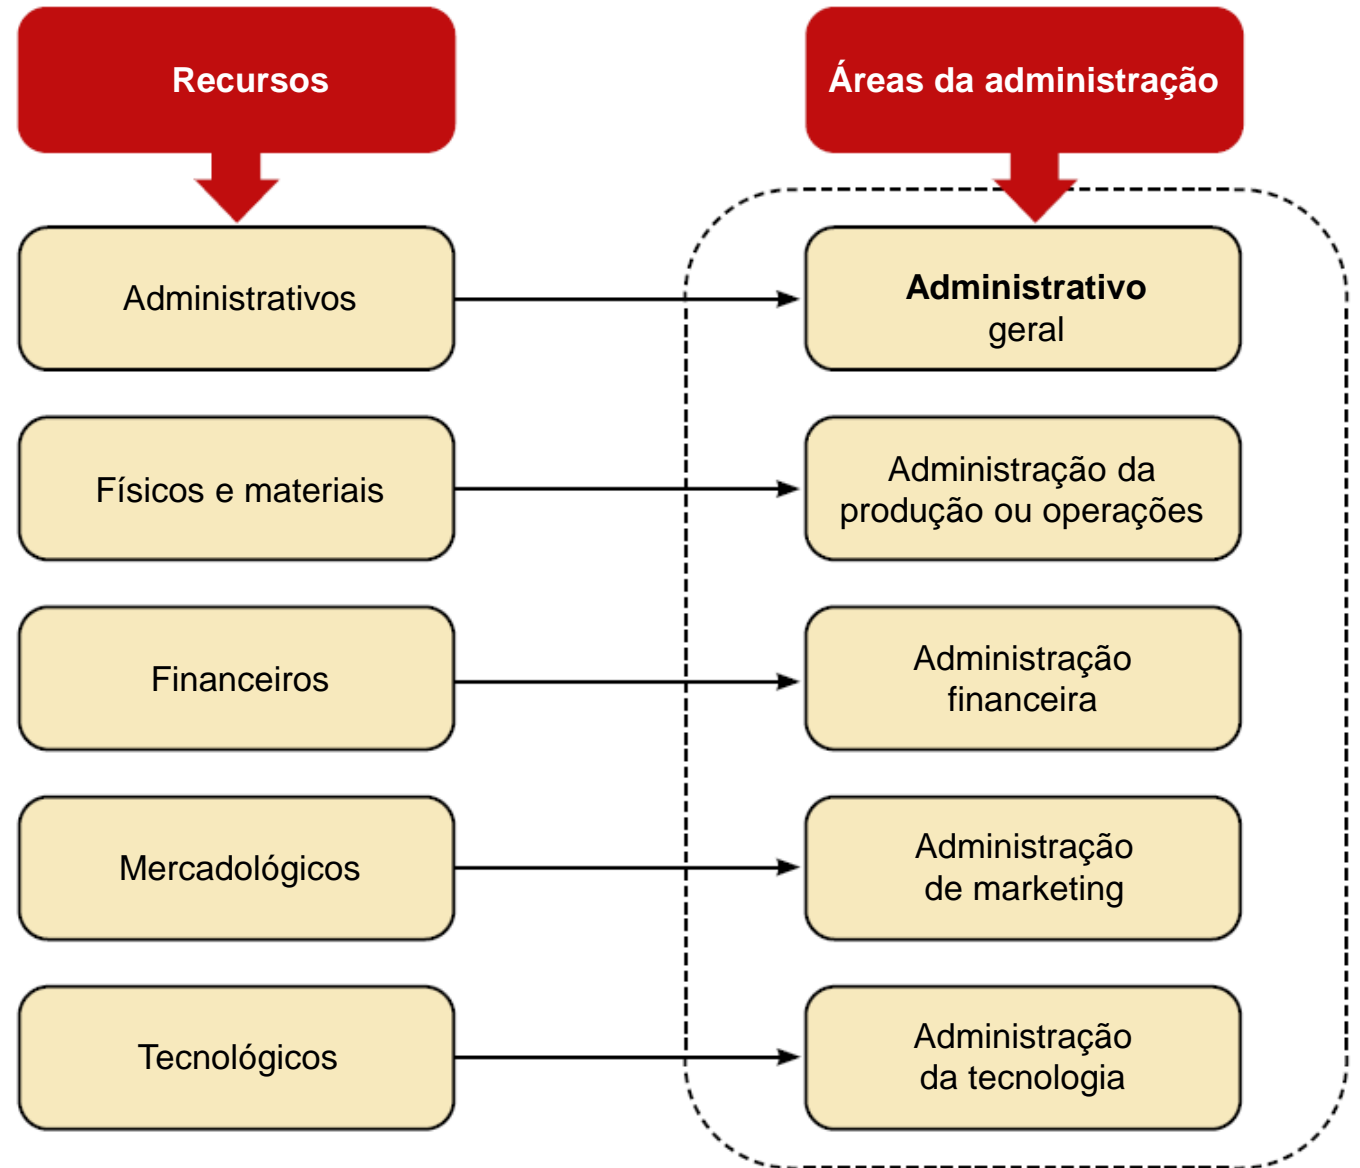 Recursos
Áreas da administração
Administrativos
Administrativo
geral
Físicos e materiais
Administração da
produção ou operações
Financeiros
Administração
financeira
Mercadológicos
Administração
de marketing
Tecnológicos
Administração
da tecnologia